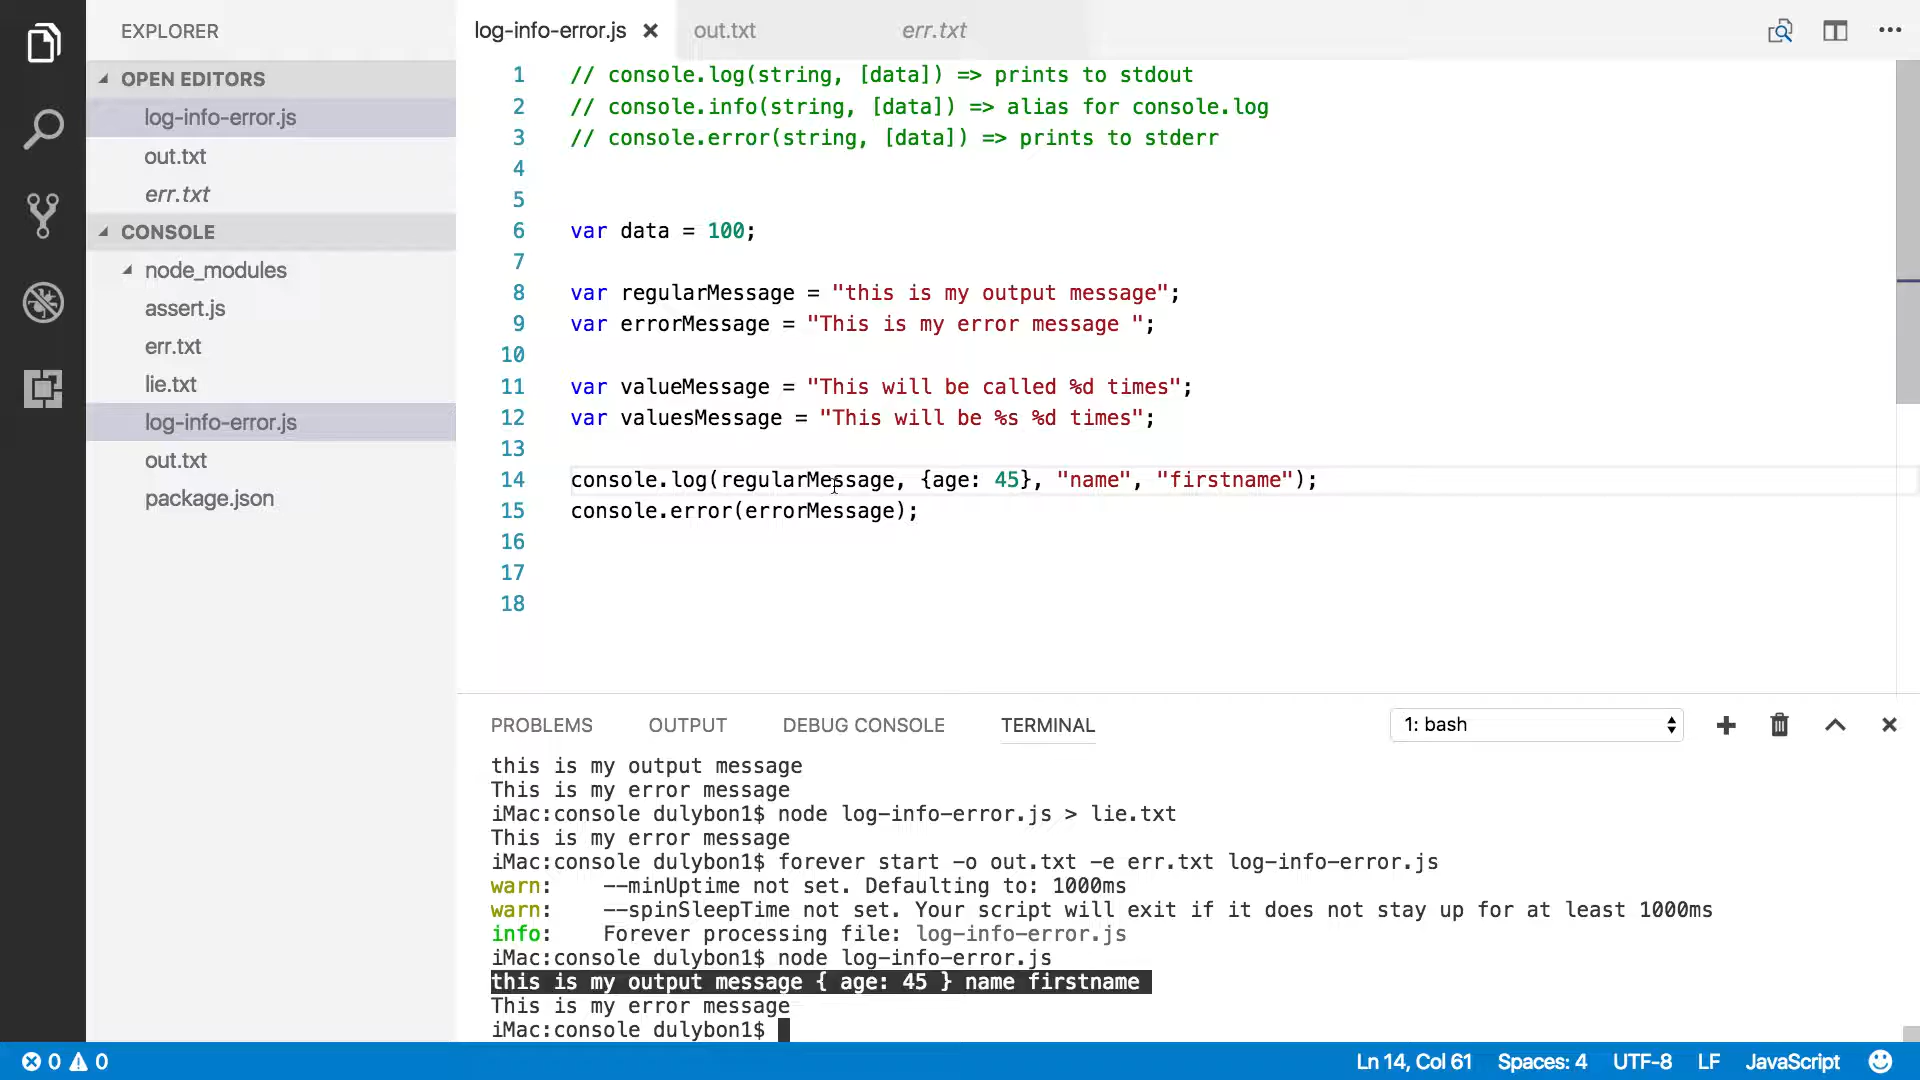 EXPLORER
OPEN EDITORS
log-info-error.js
out.txt
err.txt
CONSOLE
node_modules
assert.js
err.txt
lie.txt
log-info-error.js
out.txt
package.json
log-info-error.js
out.txt
err.txt
1 // console.log(string, [data]) => prints to stdout
2 // console.info(string, [data]) => alias for console.log
3 // console.error(string, [data]) => prints to stderr
4
5
6 var data = 100;
7
8 var regularMessage = "this is my output message";
9 var errorMessage = "This is my error message ";
10
11 var valueMessage = "This will be called %d times";
12 var valuesMessage = "This will be %s %d times";
13
14 console.log(regularMessage, {age: 45}, "name", "firstname");
15 console.error(errorMessage);
16
17
18
PROBLEMS OUTPUT DEBUG CONSOLE TERMINAL 1: bash
this is my output message
This is my error message
iMac:console dulybon1$ node log-info-error.js > lie.txt
This is my error message
iMac:console dulybon1$ forever start -o out.txt -e err.txt log-info-error.js
warn: --minUptime not set. Defaulting to: 1000ms
warn: --spinSleepTime not set. Your script will exit if it does not stay up for at least 1000ms
info: Forever processing file: log-info-error.js
iMac:console dulybon1$ node log-info-error.js
this is my output message { age: 45 } name firstname
This is my error message
iMac:console dulybon1$
0 0 Ln 14, Col 61 Spaces: 4 UTF-8 LF JavaScript